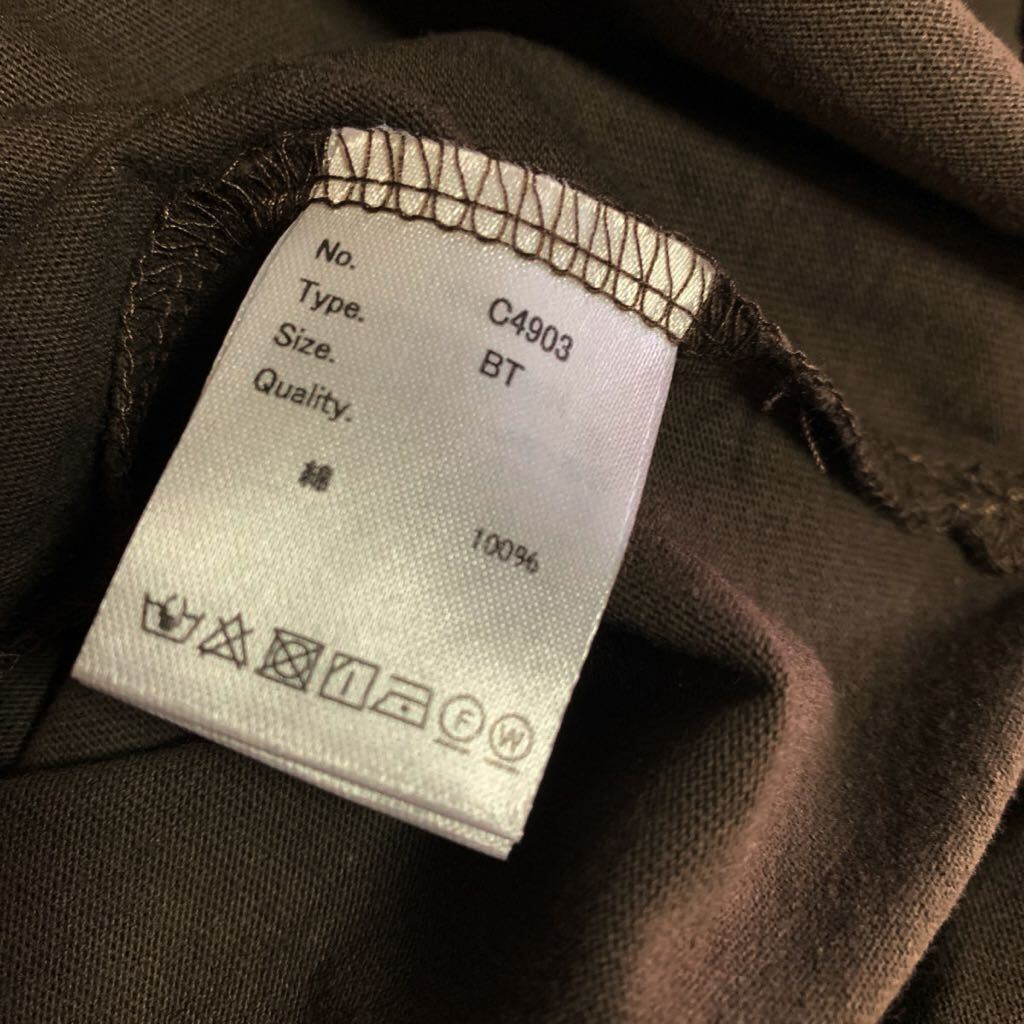 No. C4903
Type. BT
Size.
Quality.
綿 100%
F W